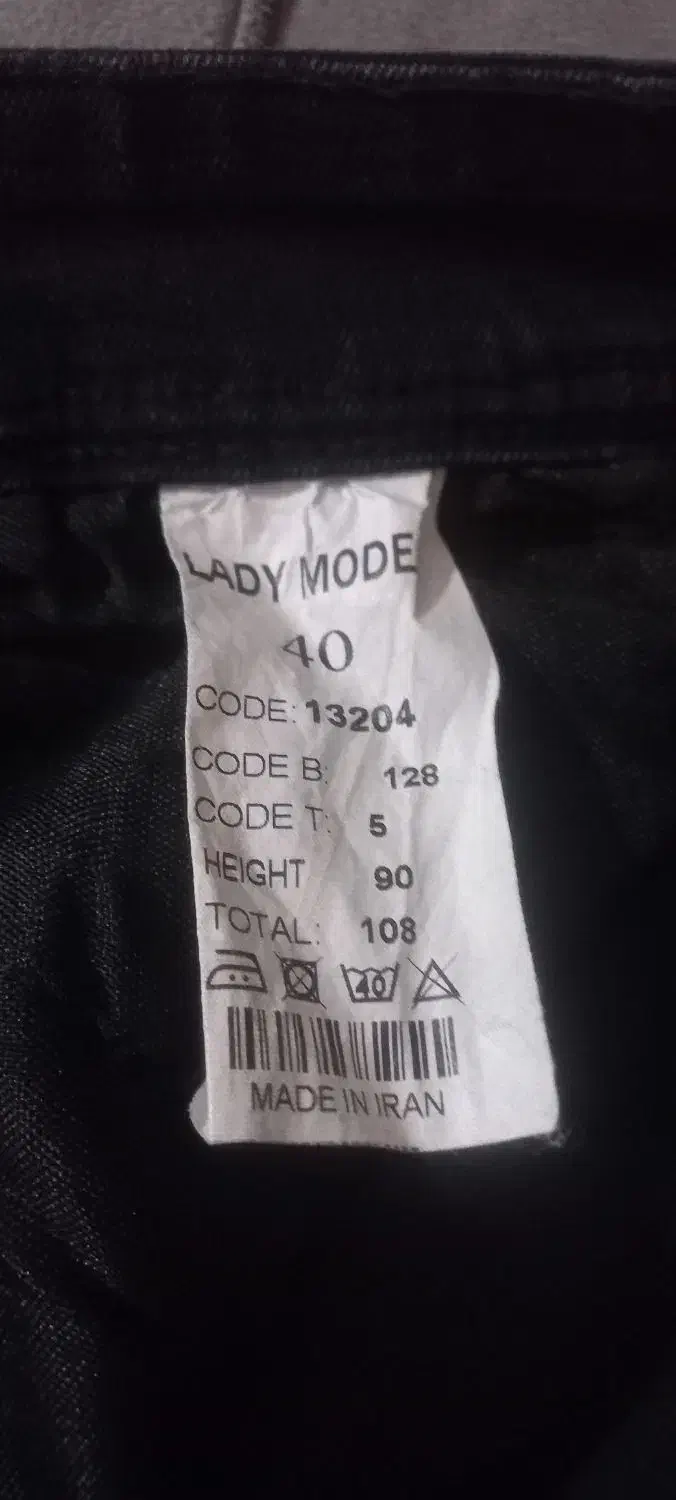 LADY MODE
40
CODE: 13204
CODE B: 128
CODE T: 5
HEIGHT 90
TOTAL: 108
40
MADE IN IRAN